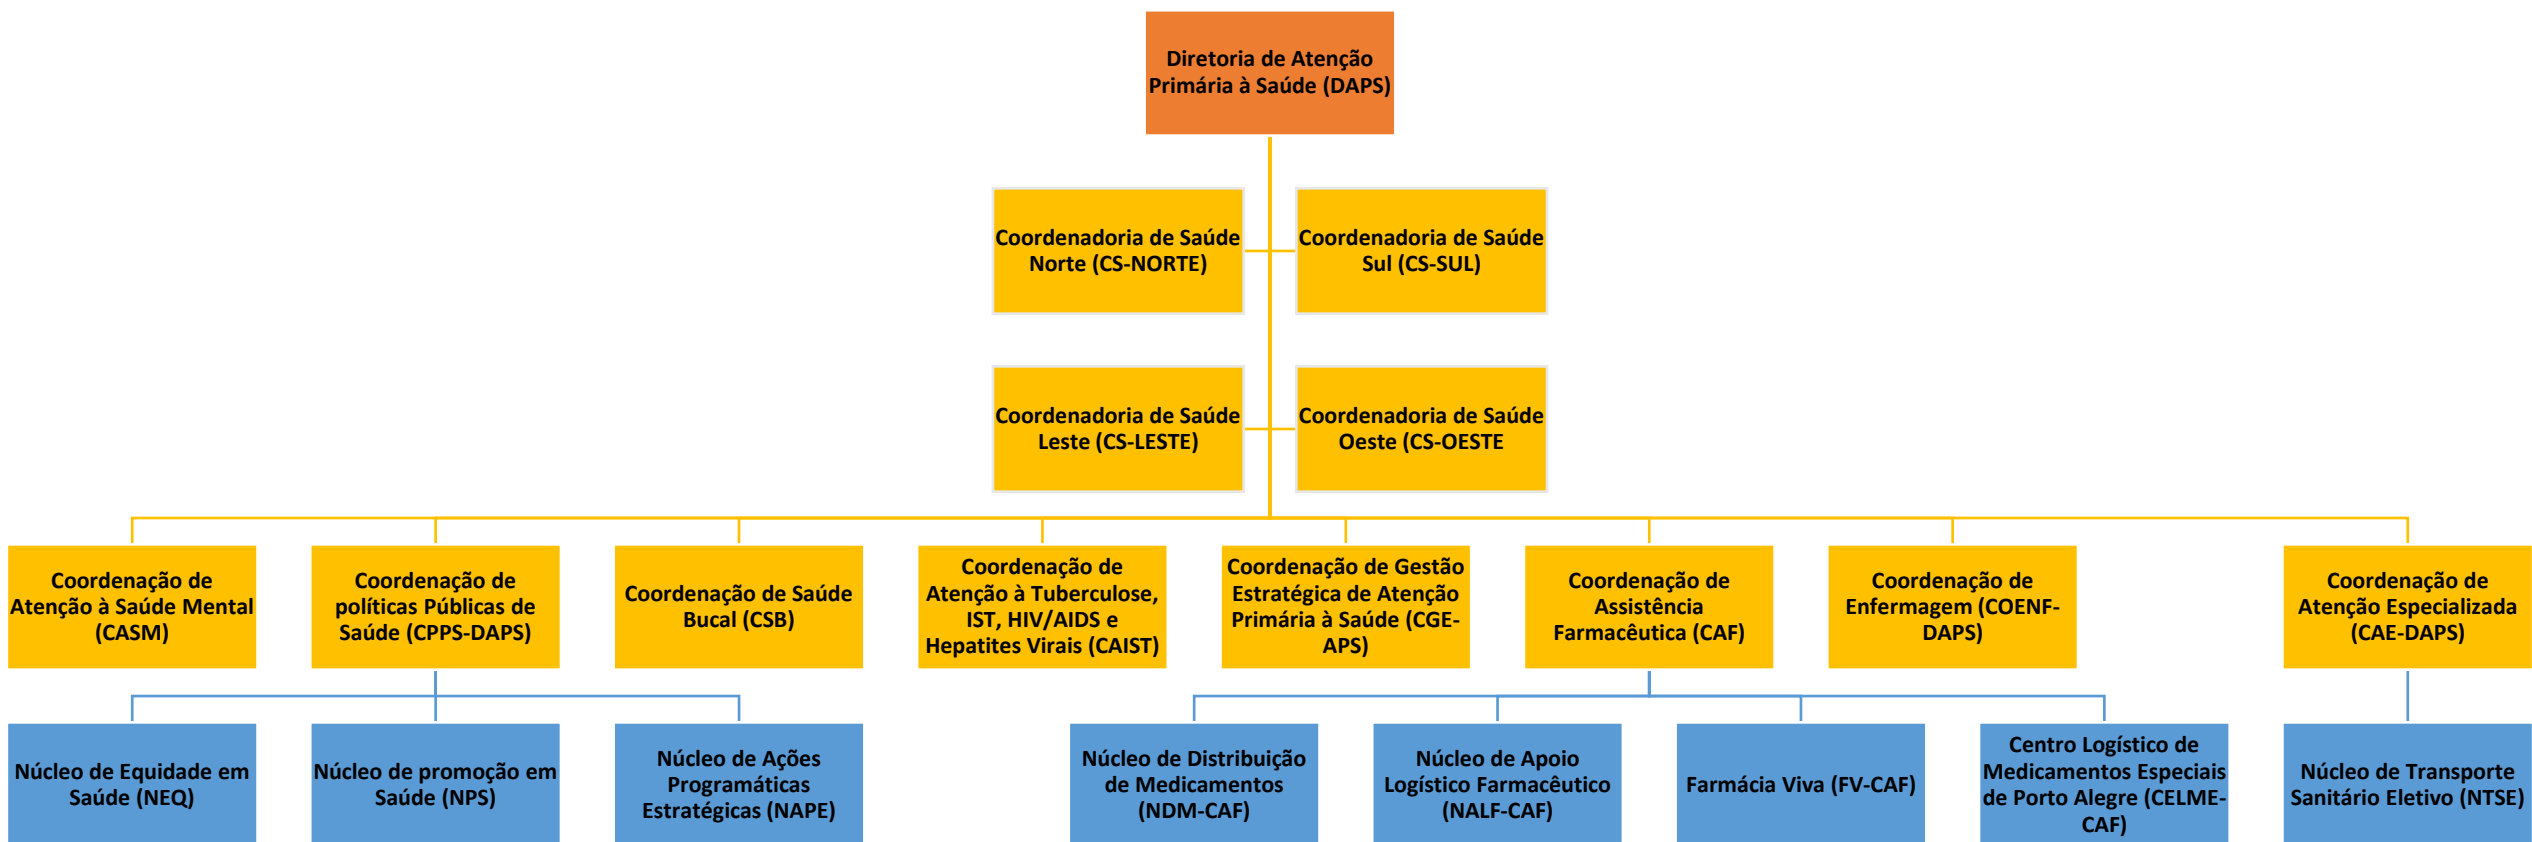 Diretoria de Atenção
Primária à Saúde (DAPS)
Coordenadoria de Saúde
Norte (CS-NORTE)
Coordenadoria de Saúde
Sul (CS-SUL)
Coordenadoria de Saúde
Leste (CS-LESTE)
Coordenadoria de Saúde
Oeste (CS-OESTE
Coordenação de
Atenção à Saúde Mental
(CASM)
Coordenação de
políticas Públicas de
Saúde (CPPS-DAPS)
Coordenação de Saúde
Bucal (CSB)
Coordenação de
Atenção à Tuberculose,
IST, HIV/AIDS e
Hepatites Virais (CAIST)
Coordenação de Gestão
Estratégica de Atenção
Primária à Saúde (CGE-
APS)
Coordenação de
Assistência
Farmacêutica (CAF)
Coordenação de
Enfermagem (COENF-
DAPS)
Coordenação de
Atenção Especializada
(CAE-DAPS)
Núcleo de Equidade em
Saúde (NEQ)
Núcleo de promoção em
Saúde (NPS)
Núcleo de Ações
Programáticas
Estratégicas (NAPE)
Núcleo de Distribuição
de Medicamentos
(NDM-CAF)
Núcleo de Apoio
Logístico Farmacêutico
(NALF-CAF)
Farmácia Viva (FV-CAF)
Centro Logístico de
Medicamentos Especiais
de Porto Alegre (CELME-
CAF)
Núcleo de Transporte
Sanitário Eletivo (NTSE)